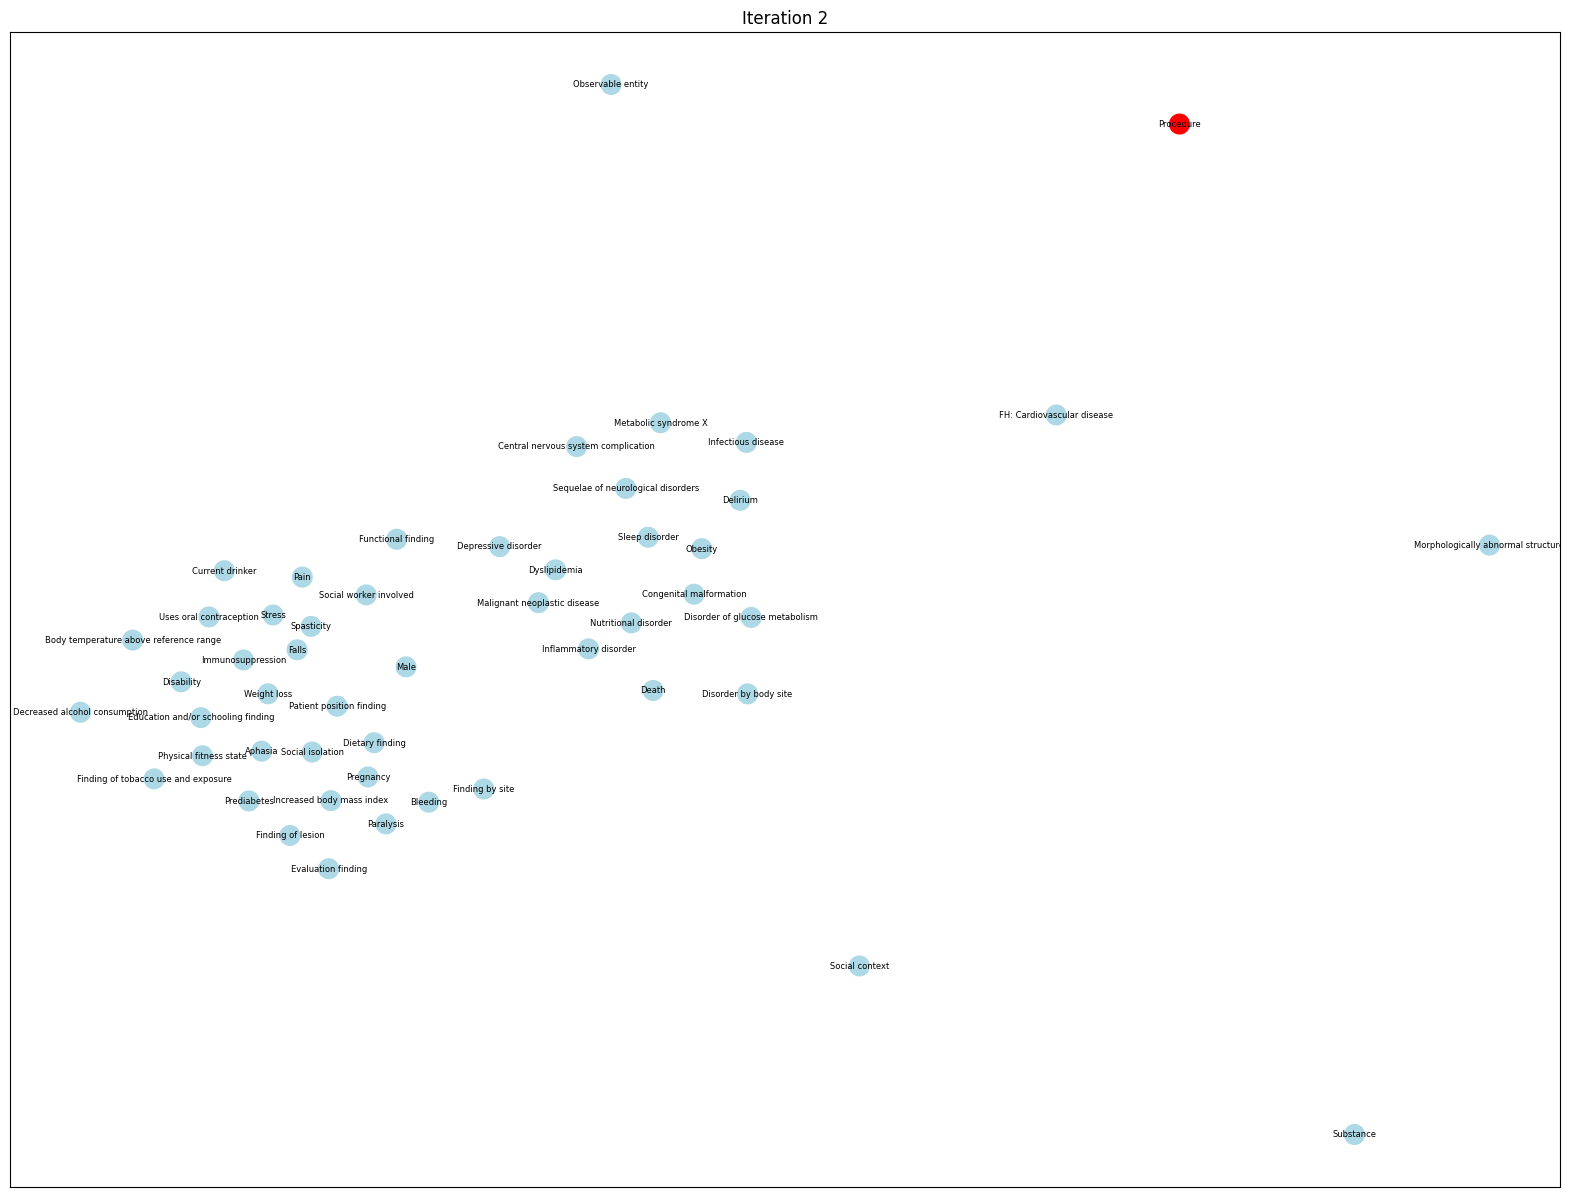 Iteration 2
Observable entity
Procedure
FH: Cardiovascular disease
Metabolic syndrome X
Infectious disease
Central nervous system complication
Sequelae of neurological disorders
Delirium
Sleep disorder
Functional finding
Depressive disorder
Obesity
Morphologically abnormal structure
Current drinker
Pain
Dyslipidemia
Social worker involved
Congenital malformation
Malignant neoplastic disease
Stress
Uses oral contraception
Disorder of glucose metabolism
Nutritional disorder
Spasticity
Body temperature above reference range
Falls
Inflammatory disorder
Immunosuppression
Male
Disability
Death
Weight loss
Disorder by body site
Patient position finding
Decreased alcohol consumption
Education and/or schooling finding
Dietary finding
Aphasia
Social isolation
Physical fitness state
Pregnancy
Finding of tobacco use and exposure
Finding by site
Prediabetes
Increased body mass index
Bleeding
Paralysis
Finding of lesion
Evaluation finding
Social context
Substance